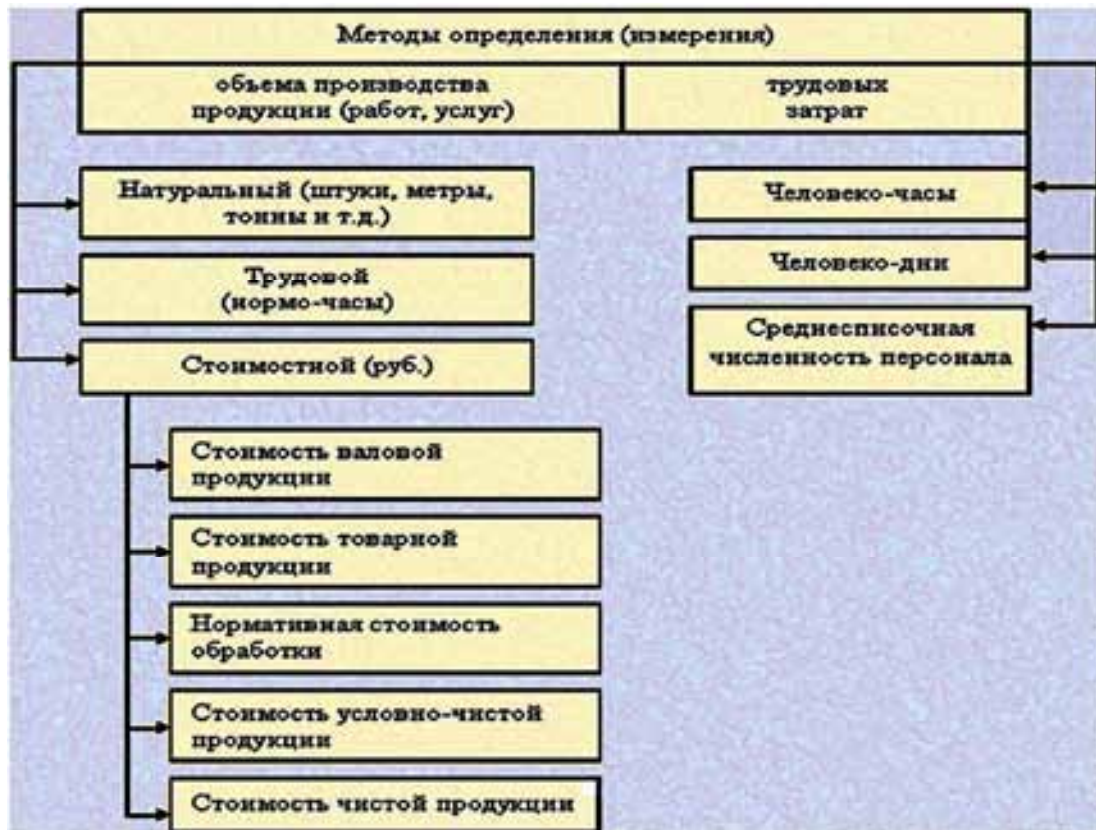 Методы определения (измерения)
объема производства
продукции (работ, услуг)
трудовых
затрат
Натуральный (штуки, метры,
тонны и т.д.)
Трудовой
(нормо-часы)
Стоимостной (руб.)
Стоимость валовой
продукции
Стоимость товарной
продукции
Нормативная стоимость
обработки
Стоимость условно-чистой
продукции
Стоимость чистой продукции
Человеко-часы
Человеко-дни
Среднесписочная
численность персонала